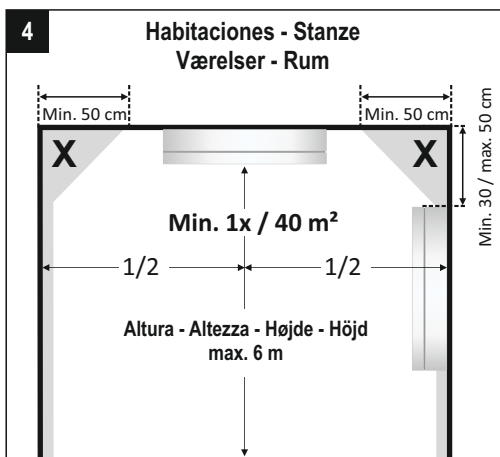 4
Habitaciones - Stanze
Værelser - Rum
Min. 50 cm
Min. 50 cm
X
X
Min. 30 / max. 50 cm
Min. 1x / 40 m²
1/2
1/2
Altura - Altezza - Højde - Höjd
max. 6 m